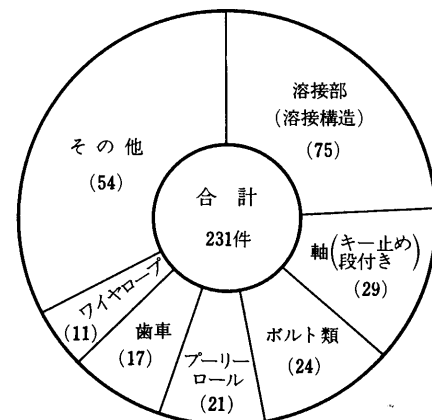 溶接部
(溶接構造)
(75)
軸(キー止め
段付き)
(29)
ボルト類
(24)
プーリー
ロール
(21)
歯車
(17)
ワイヤロープ
(11)
その他
(54)
合計
231件